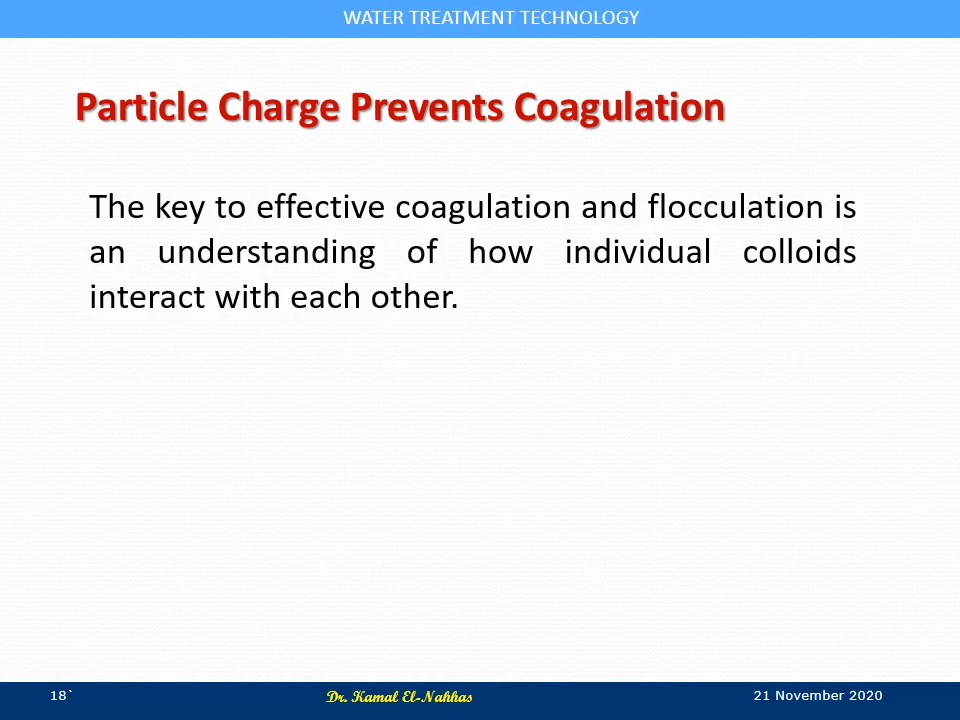 WATER TREATMENT TECHNOLOGY
Particle Charge Prevents Coagulation
The key to effective coagulation and flocculation is
an understanding of how individual colloids
interact with each other.
18` Dr. Kamal El-Nahhas 21 November 2020